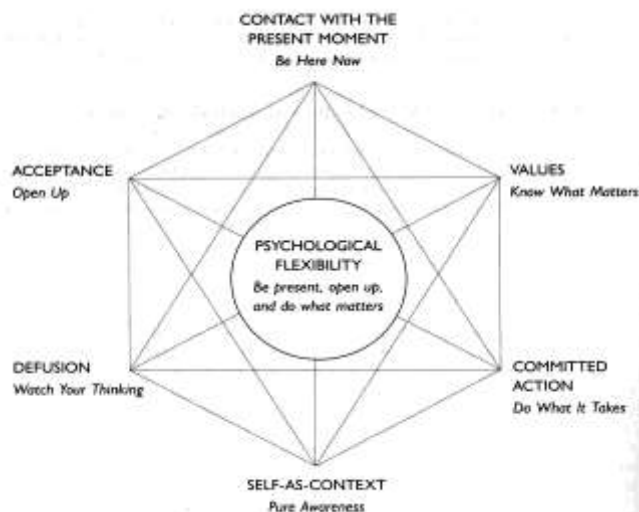 CONTACT WITH THE
PRESENT MOMENT
Be Here Now
ACCEPTANCE
Open Up
VALUES
Know What Matters
PSYCHOLOGICAL
FLEXIBILITY
Be present, open up,
and do what matters
DEFUSION
Watch Your Thinking
COMMITTED
ACTION
Do What It Takes
SELF-AS-CONTEXT
Pure Awareness